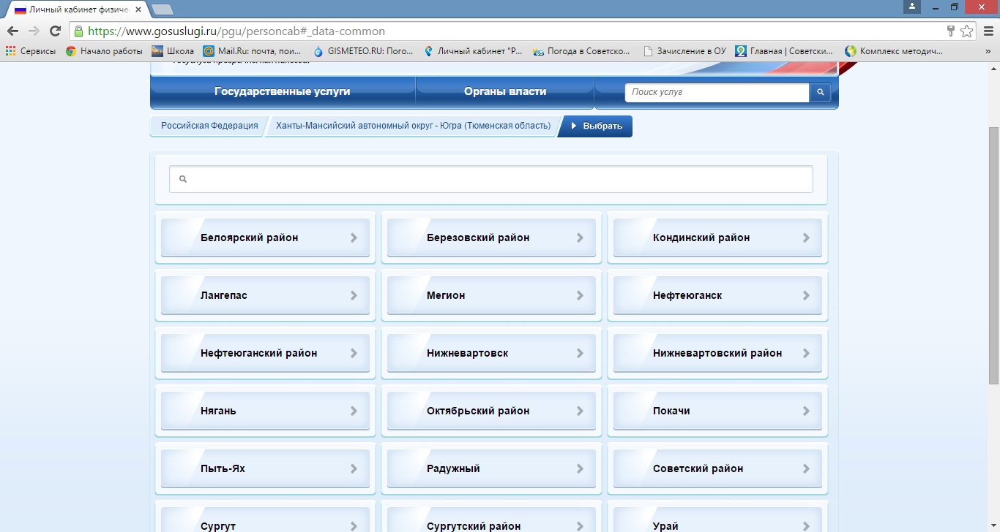 Личный кабинет физиче
https://www.gosuslugi.ru/pgu/personcab#_data-common
Сервисы Начало работы Школа Mail.Ru: почта, пои... GISMETEO.RU: Пого... Личный кабинет "Р... Погода в Советско... Зачисление в ОУ Главная | Советски... Комплекс методич... »
Государственные услуги Органы власти Поиск услуг
Российская Федерация Ханты-Мансийский автономный округ - Югра (Тюменская область) Выбрать
Белоярский район Березовский район Кондинский район
Лангепас Мегион Нефтеюганск
Нефтеюганский район Нижневартовск Нижневартовский район
Нягань Октябрьский район Покачи
Пыть-Ях Радужный Советский район
Сургут Сургутский район Урай